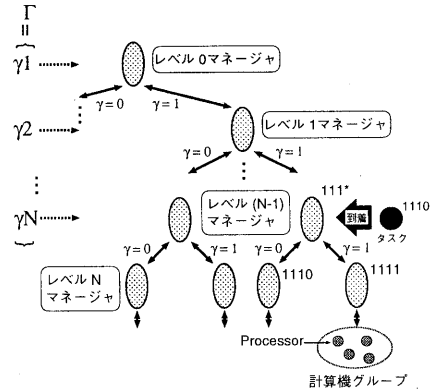 Γ
=
γ1
レベル 0マネージャ
γ=0
γ=1
γ2
レベル 1マネージャ
γ=0
γ=1
レベル (N-1)
マネージャ
111*
1110
到着
タスク
γN
γ=0
γ=1
γ=0
γ=1
レベル N
マネージャ
1110
1111
Processor
計算機グループ